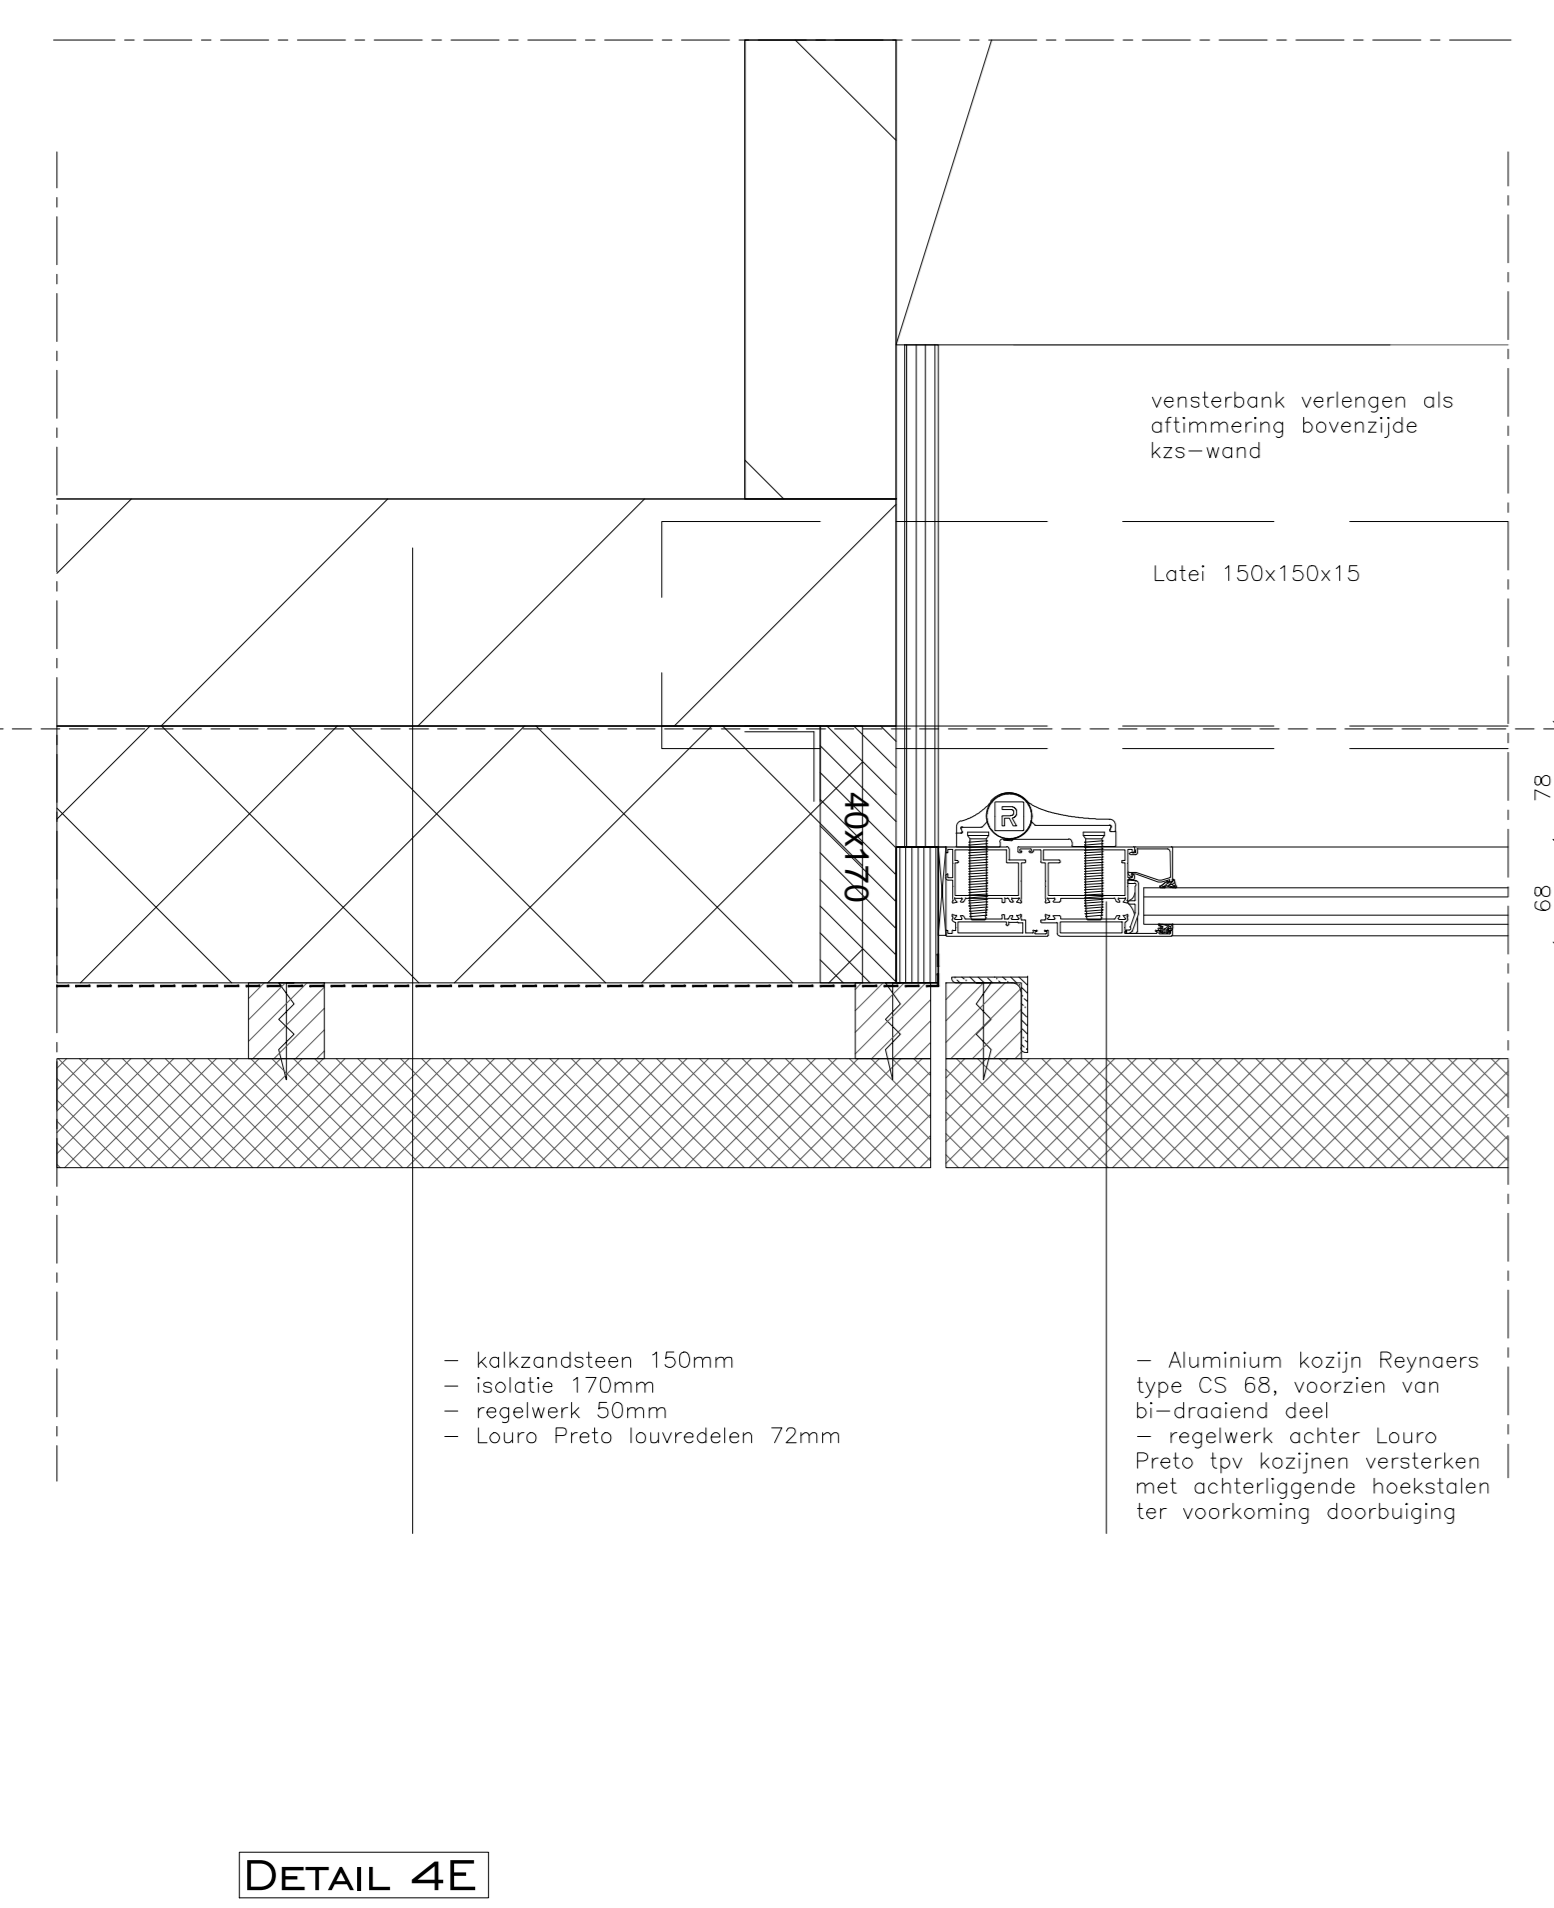 vensterbank verlengen als
aftimmering bovenzijde
kzs-wand
Latei 150x150x15
78
R
40x170
68
- kalkzandsteen 150mm
- isolatie 170mm
- regelwerk 50mm
- Louro Preto louvredelen 72mm
- Aluminium kozijn Reynaers
type CS 68, voorzien van
bi-draaiend deel
- regelwerk achter Louro
Preto tpv kozijnen versterken
met achterliggende hoekstalen
ter voorkoming doorbuiging
DETAIL 4E